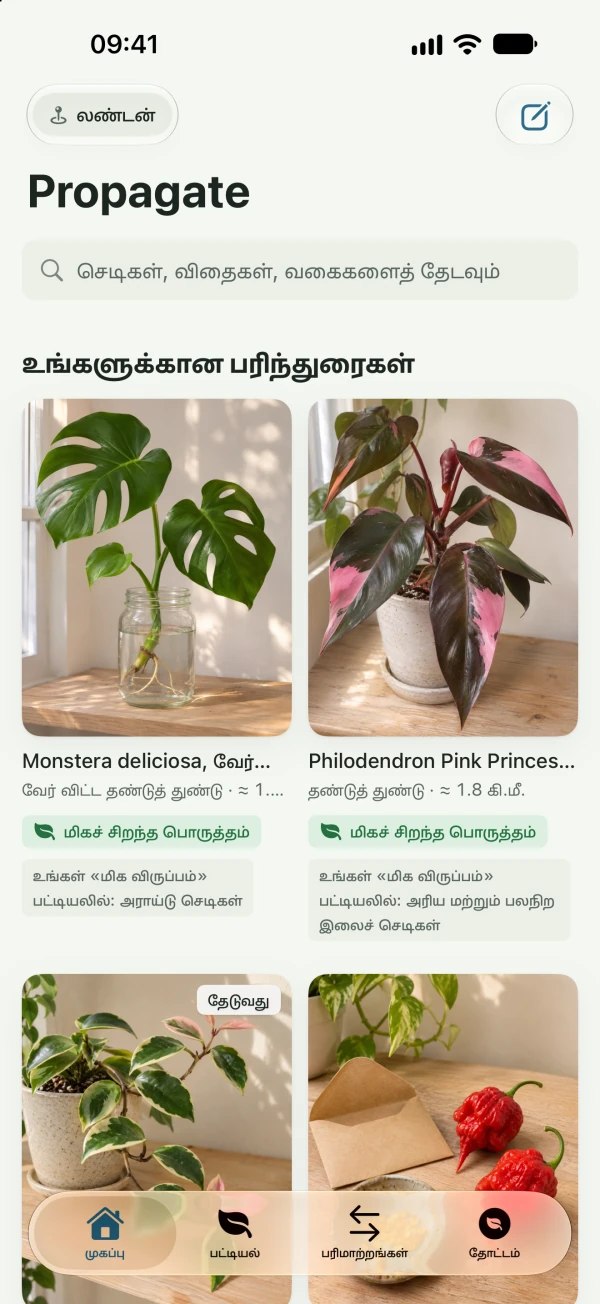 09:41
லண்டன்
Propagate
செடிகள், விதைகள், வகைகளைத் தேடவும்
உங்களுக்கான பரிந்துரைகள்
Monstera deliciosa, வேர்...
வேர் விட்ட தண்டுத் துண்டு · ≈ 1....
மிகச் சிறந்த பொருத்தம்
உங்கள் «மிக விருப்பம்»
பட்டியலில்: அராய்டு செடிகள்
Philodendron Pink Princes...
தண்டுத் துண்டு · ≈ 1.8 கி.மீ.
மிகச் சிறந்த பொருத்தம்
உங்கள் «மிக விருப்பம்»
பட்டியலில்: அரிய மற்றும் பலநிற
இலைச் செடிகள்
தேடுவது
முகப்பு
பட்டியல்
பரிமாற்றங்கள்
தோட்டம்